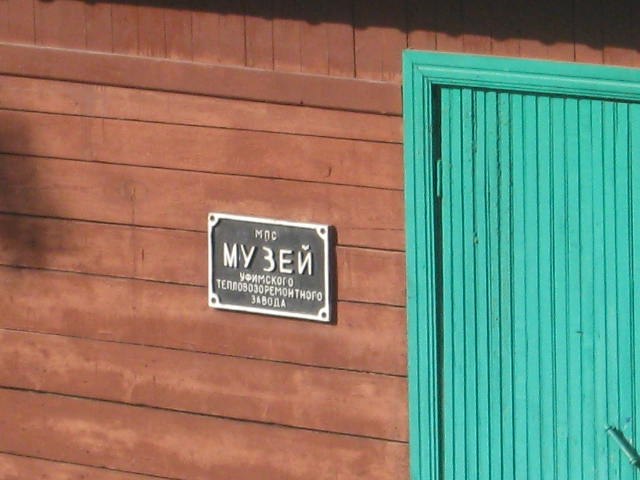 МПС
МУЗЕЙ
УФИМСКОГО
ТЕПЛОВОЗОРЕМОНТНОГО
ЗАВОДА